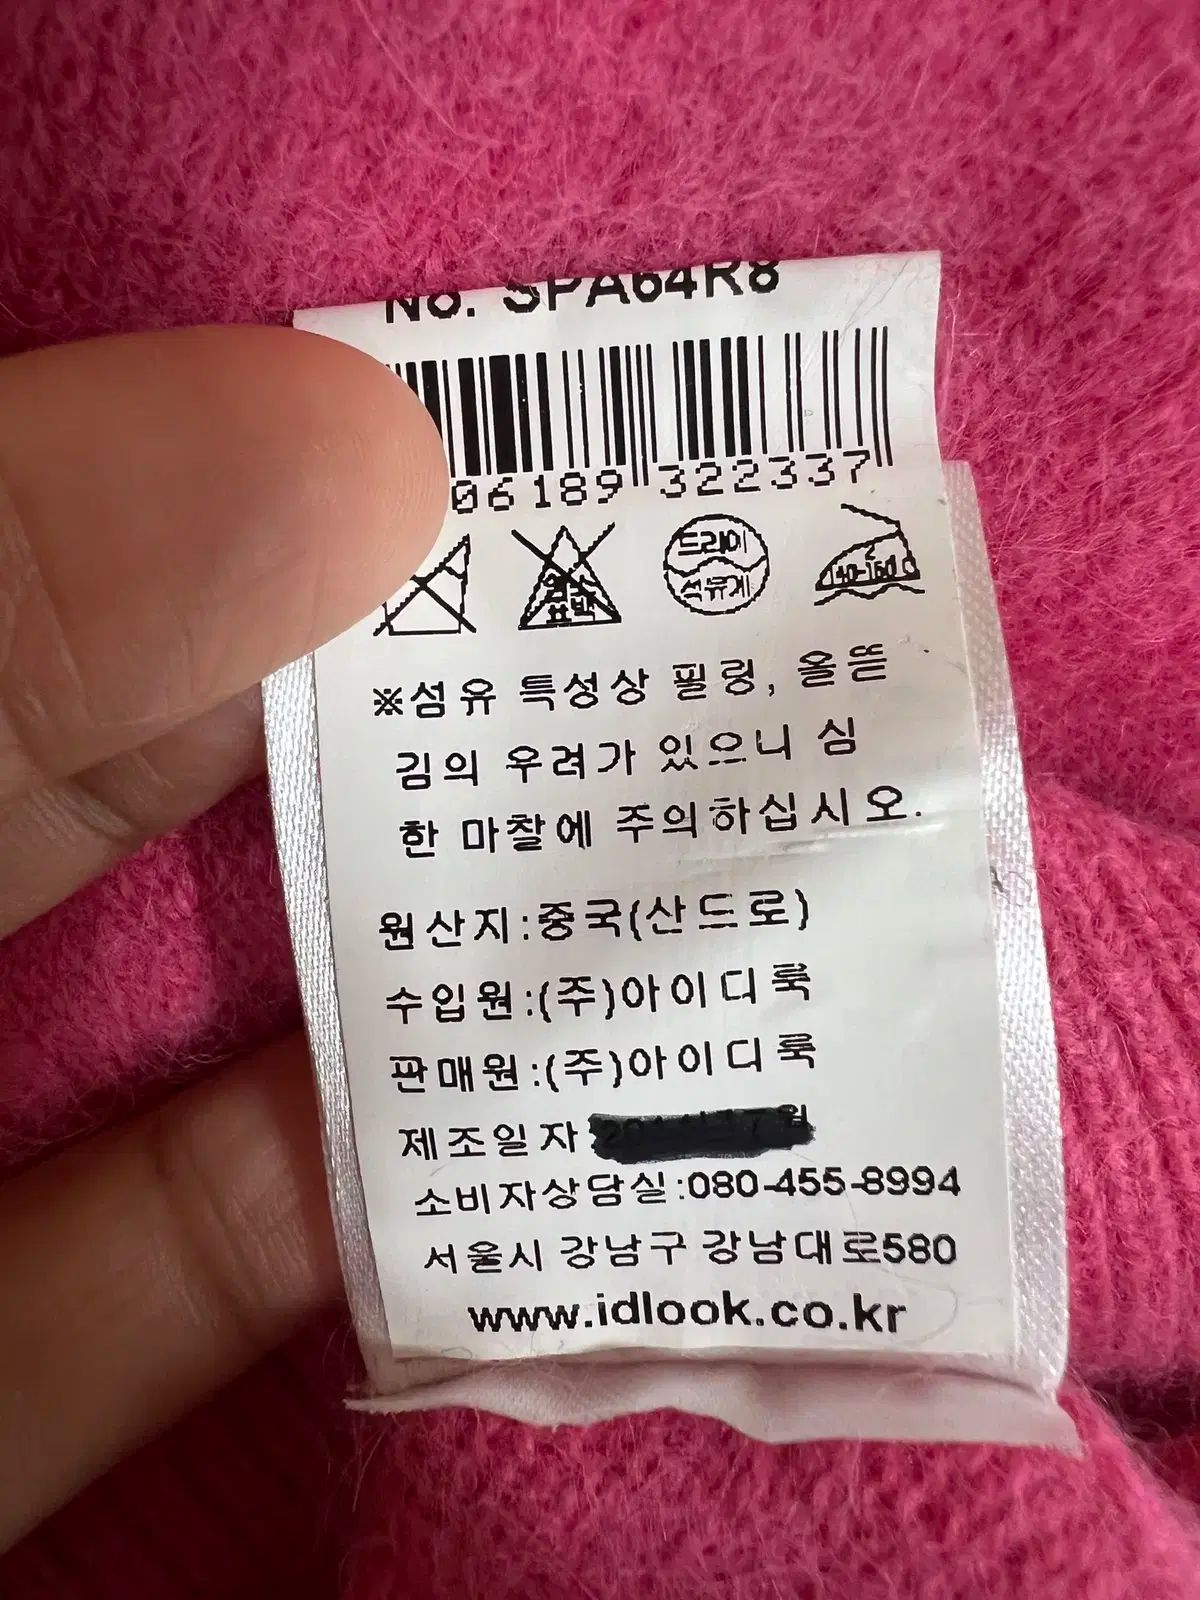 No. SPA64R8
06189 322337
드라이
석유계
140-160
※섬유 특성상 필링, 올뜯
김의 우려가 있으니 심
한 마찰에 주의하십시오.
원산지:중국(산드로)
수입원:(주)아이디룩
판매원:(주)아이디룩
제조일자 월
소비자상담실:080-455-8994
서울시 강남구 강남대로580
www.idlook.co.kr